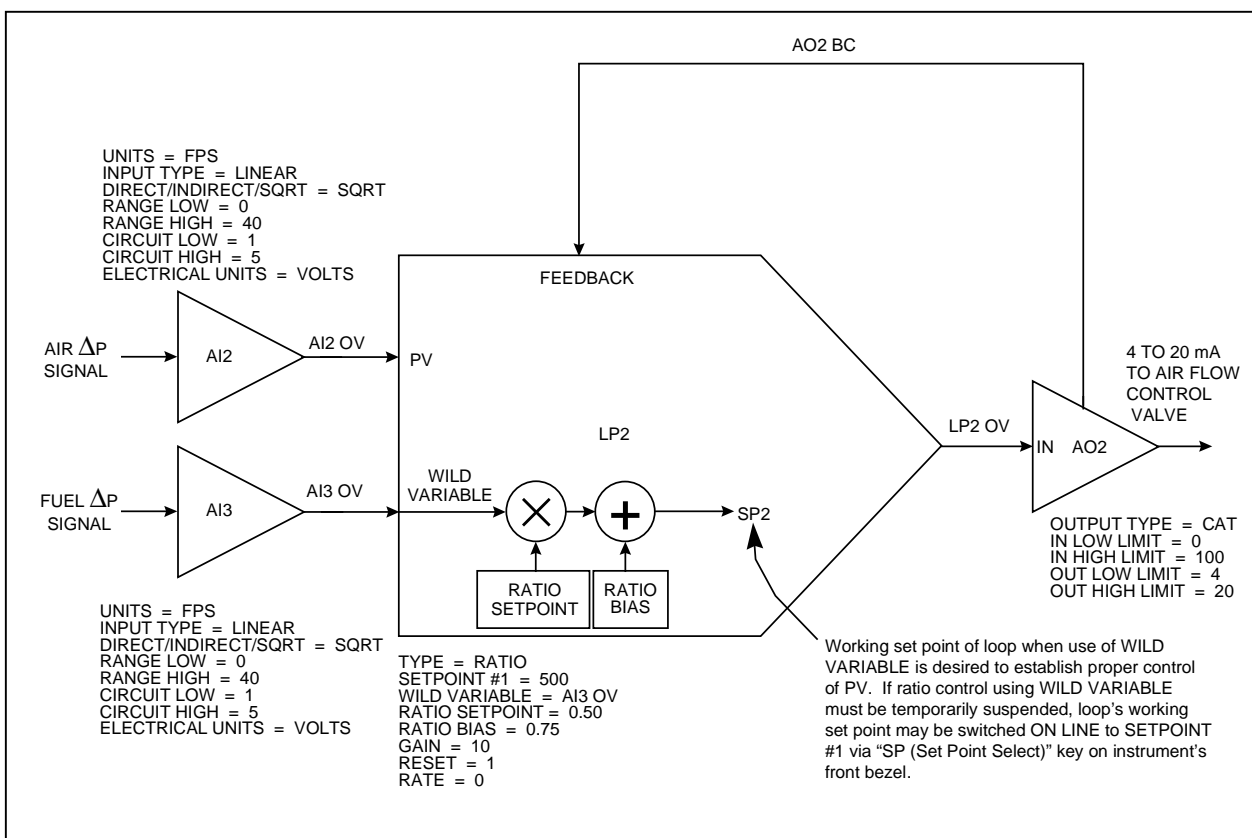 AO2 BC
UNITS = FPS
INPUT TYPE = LINEAR
DIRECT/INDIRECT/SQRT = SQRT
RANGE LOW = 0
RANGE HIGH = 40
CIRCUIT LOW = 1
CIRCUIT HIGH = 5
ELECTRICAL UNITS = VOLTS
FEEDBACK
AIR ΔP
SIGNAL
AI2
AI2 OV
PV
4 TO 20 mA
TO AIR FLOW
CONTROL
VALVE
LP2
LP2 OV
IN AO2
FUEL ΔP
SIGNAL
AI3
AI3 OV
WILD
VARIABLE
×
+
SP2
RATIO
SETPOINT
RATIO
BIAS
OUTPUT TYPE = CAT
IN LOW LIMIT = 0
IN HIGH LIMIT = 100
OUT LOW LIMIT = 4
OUT HIGH LIMIT = 20
UNITS = FPS
INPUT TYPE = LINEAR
DIRECT/INDIRECT/SQRT = SQRT
RANGE LOW = 0
RANGE HIGH = 40
CIRCUIT LOW = 1
CIRCUIT HIGH = 5
ELECTRICAL UNITS = VOLTS
TYPE = RATIO
SETPOINT #1 = 500
WILD VARIABLE = AI3 OV
RATIO SETPOINT = 0.50
RATIO BIAS = 0.75
GAIN = 10
RESET = 1
RATE = 0
Working set point of loop when use of WILD
VARIABLE is desired to establish proper control
of PV. If ratio control using WILD VARIABLE
must be temporarily suspended, loop's working
set point may be switched ON LINE to SETPOINT
#1 via “SP (Set Point Select)” key on instrument's
front bezel.